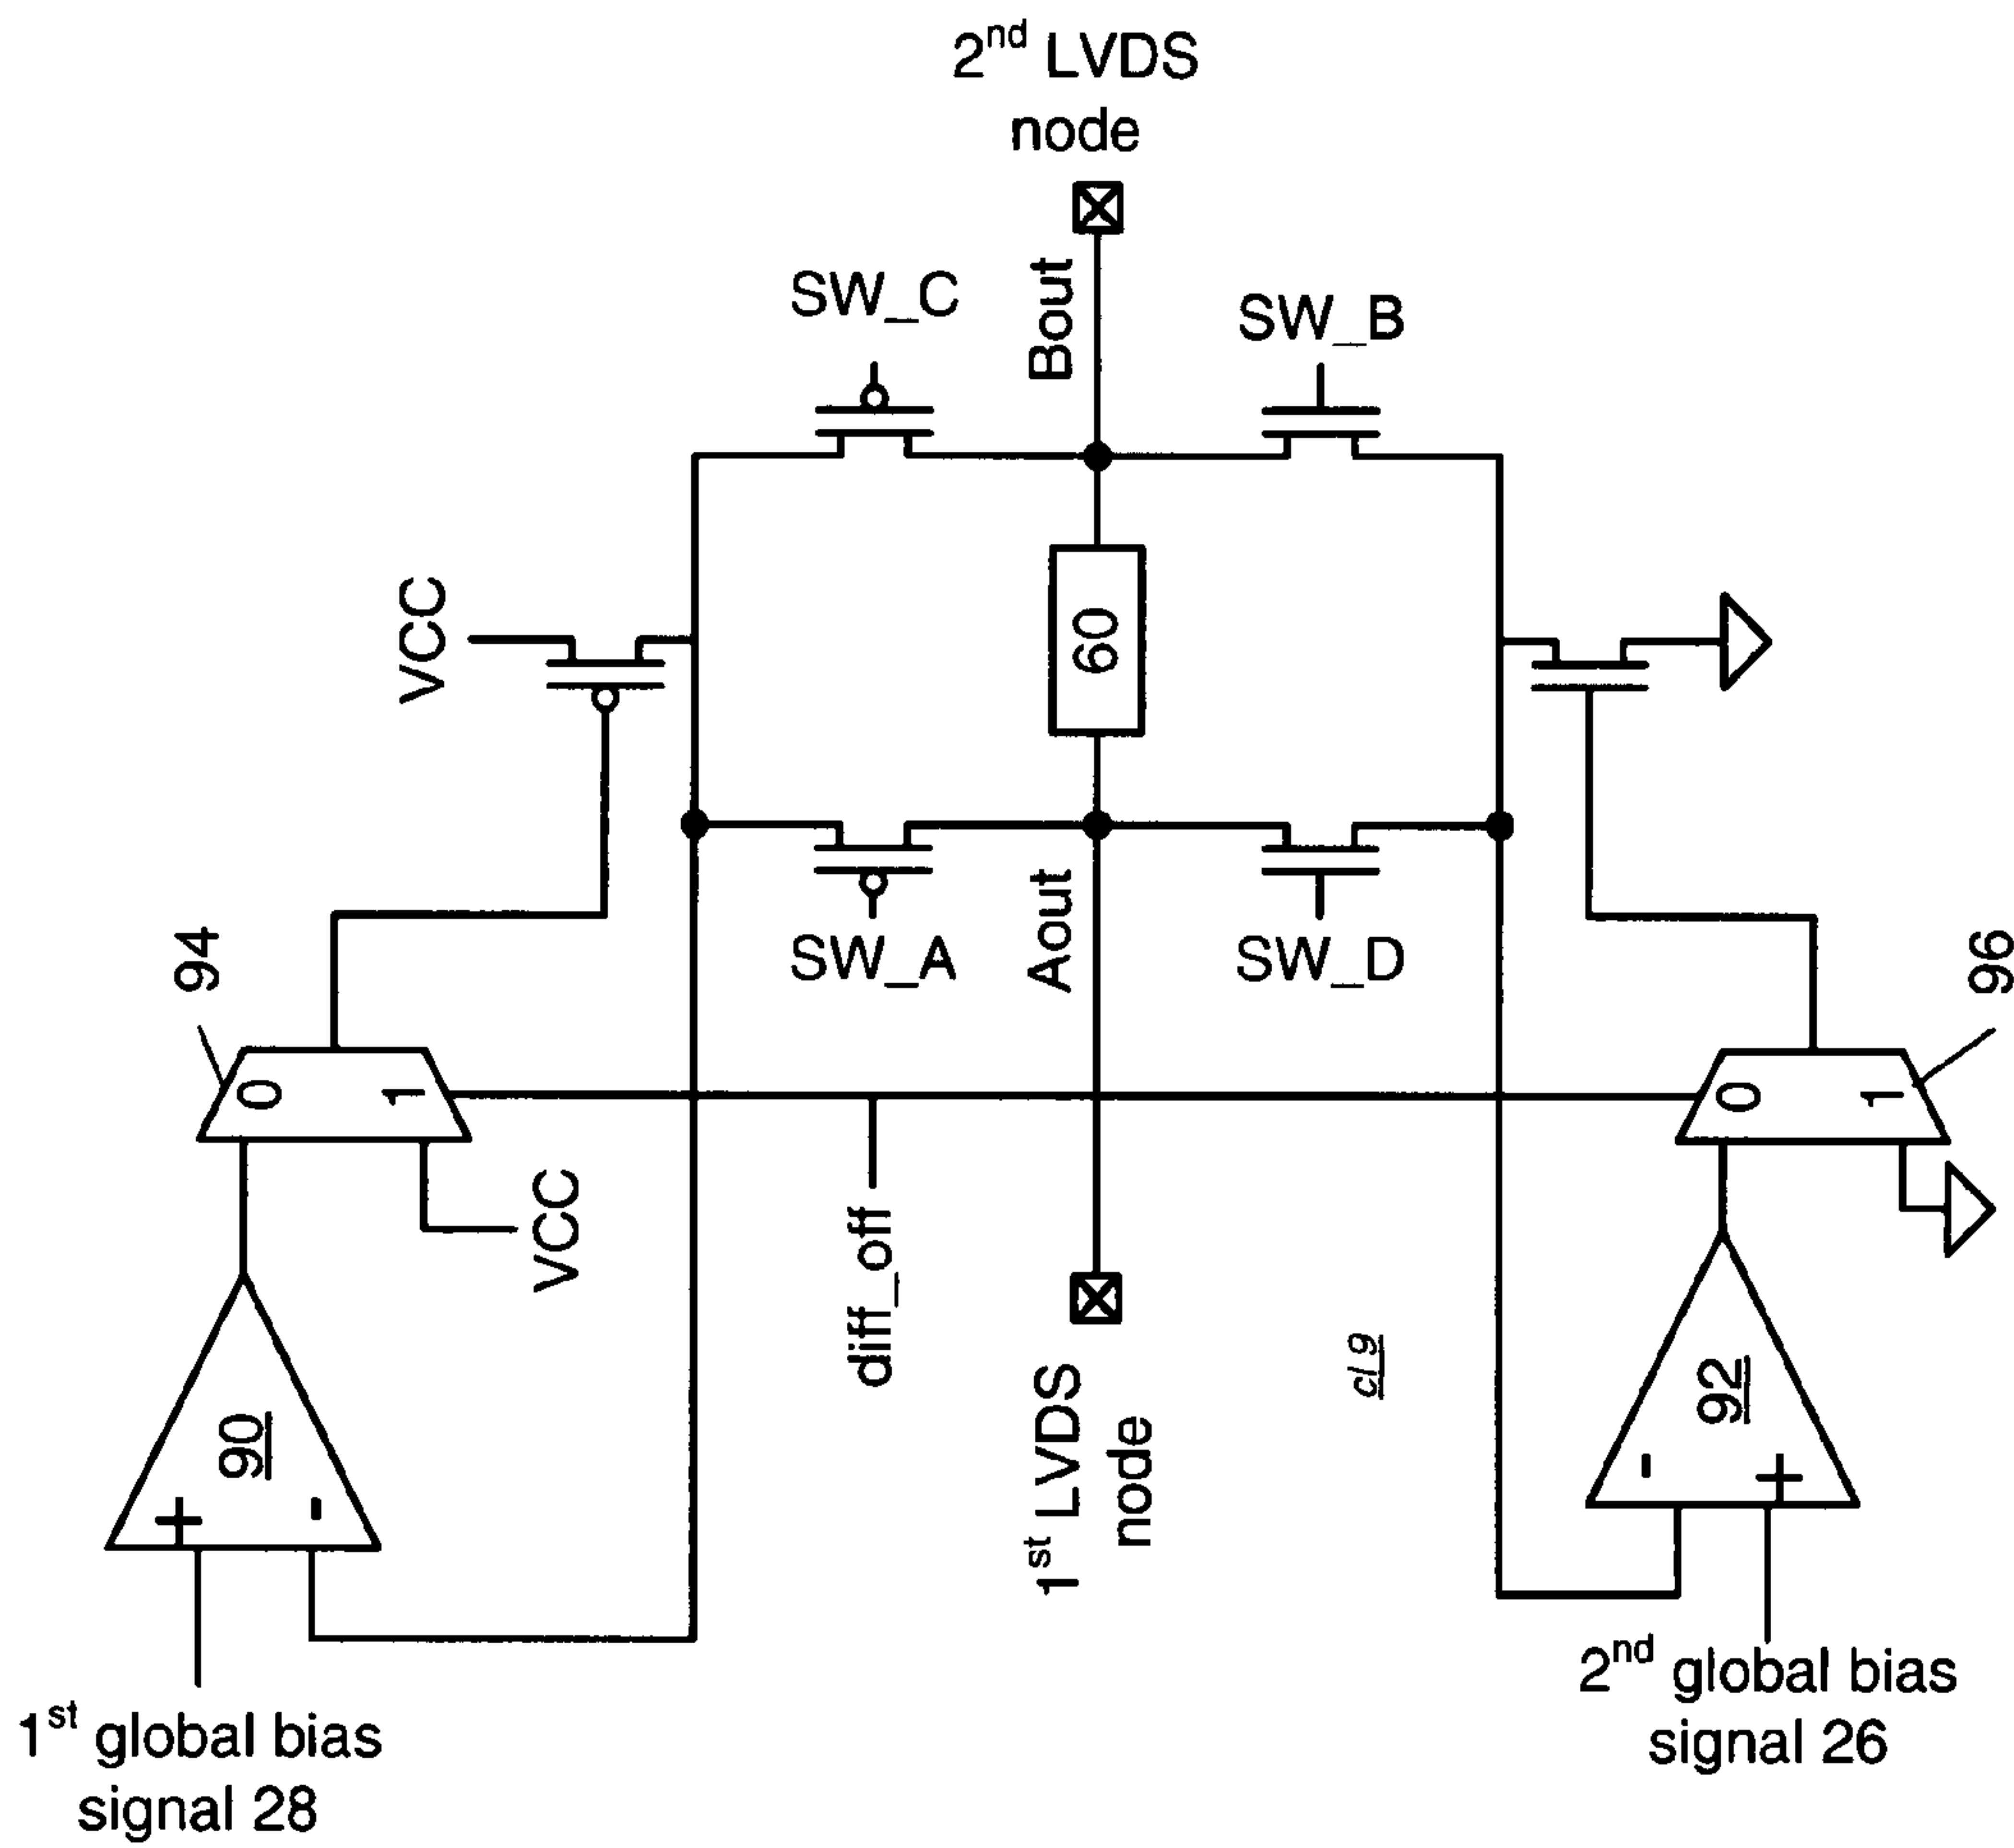 2nd LVDS
node
SW_C
Bout
SW_B
VCC
60
94
SW_A
Aout
SW_D
96
0
1
0
1
VCC
diff_off
1st LVDS
node
cl 9
90
+
-
92
-
+
1st global bias
signal 28
2nd global bias
signal 26